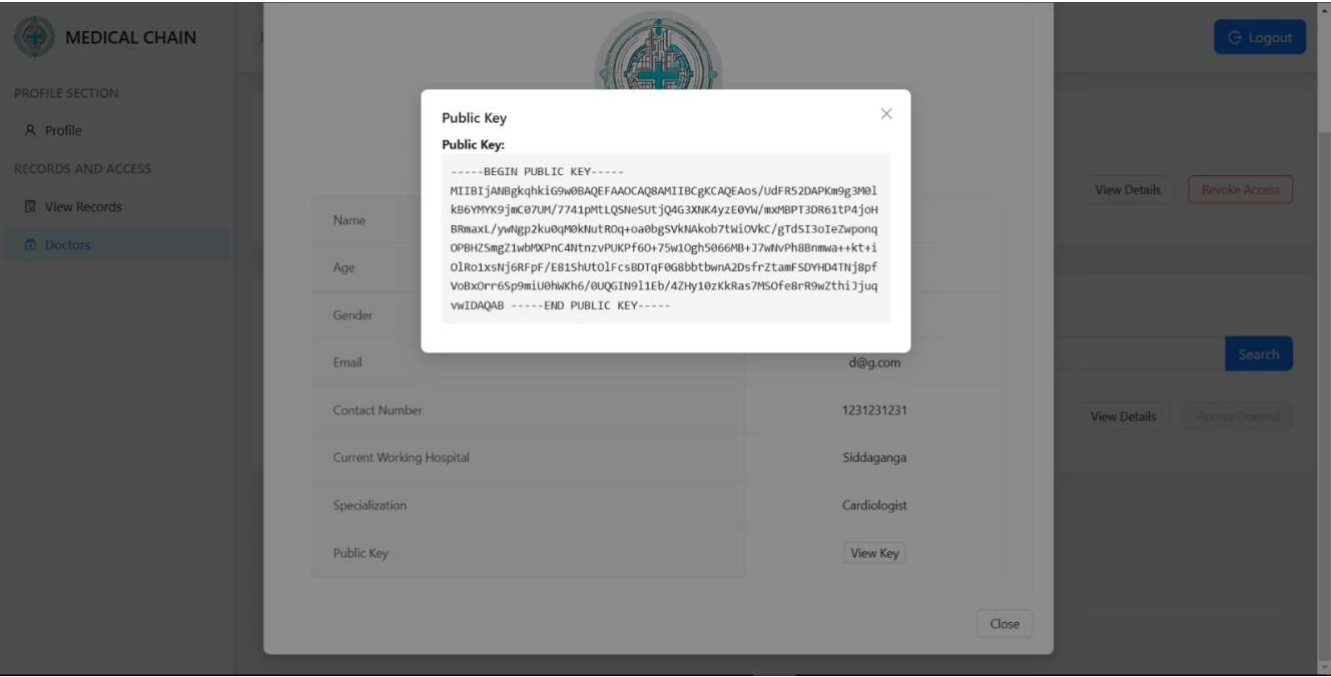 MEDICAL CHAIN
Logout
PROFILE SECTION
Profile
RECORDS AND ACCESS
View Records
Doctors
Public Key
Public Key:
-----BEGIN PUBLIC KEY-----
MIIBIjANBgkqhkiG9w0BAQEFAAOCAQ8AMIIBCgKCAQEAos/UdFR52DAPKm9g3M0l
kB6YMYK9jmC07UM/7741pMtLQSNeSUtjQ4G3XNK4yzE0YW/mxMBPT3DR61tP4joH
BRmaxL/ywNgp2ku0qM0kNutROq+oa0bgSVkNAkob7tWiOVkC/gTdSI3oIeZwponq
OPBHZSmgZ1wbMXPnC4NtnzvPUKPf6O+75w1Ogh5066MB+J7wNvPh8Bnmwa++kt+i
OlRo1xsNj6RFpF/E81ShUtOlFcsBDTqF0G8bbtbwnA2DsfrZtamFSDYHD4TNj8pf
VoBxOrr6Sp9miU0hWKh6/0UQGIN9l1Eb/4ZHy10zKkRas7MSOfe8rR9wZthiJjuq
vwIDAQAB -----END PUBLIC KEY-----
View Details
Revoke Access
Name
Age
Gender
Email
d@g.com
Search
Contact Number
1231231231
View Details
Access Granted
Current Working Hospital
Siddaganga
Specialization
Cardiologist
Public Key
View Key
Close